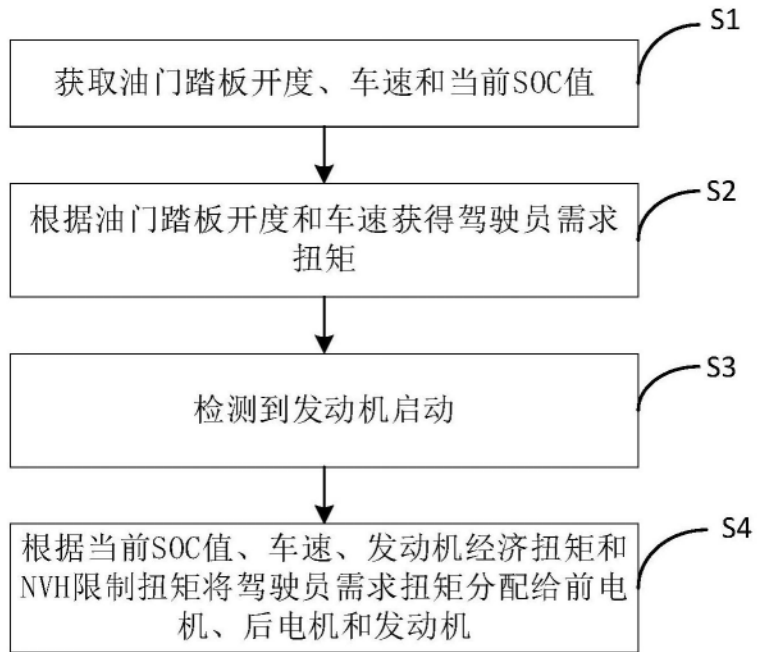 S1
获取油门踏板开度、车速和当前SOC值
S2
根据油门踏板开度和车速获得驾驶员需求
扭矩
S3
检测到发动机启动
S4
根据当前SOC值、车速、发动机经济扭矩和
NVH限制扭矩将驾驶员需求扭矩分配给前电
机、后电机和发动机